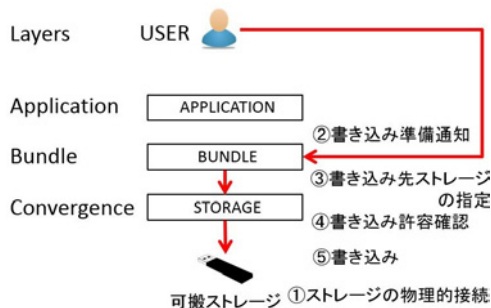 Layers USER
Application APPLICATION
②書き込み準備通知
Bundle BUNDLE
③書き込み先ストレージ
の指定
Convergence STORAGE
④書き込み許容確認
⑤書き込み
可搬ストレージ ①ストレージの物理的接続